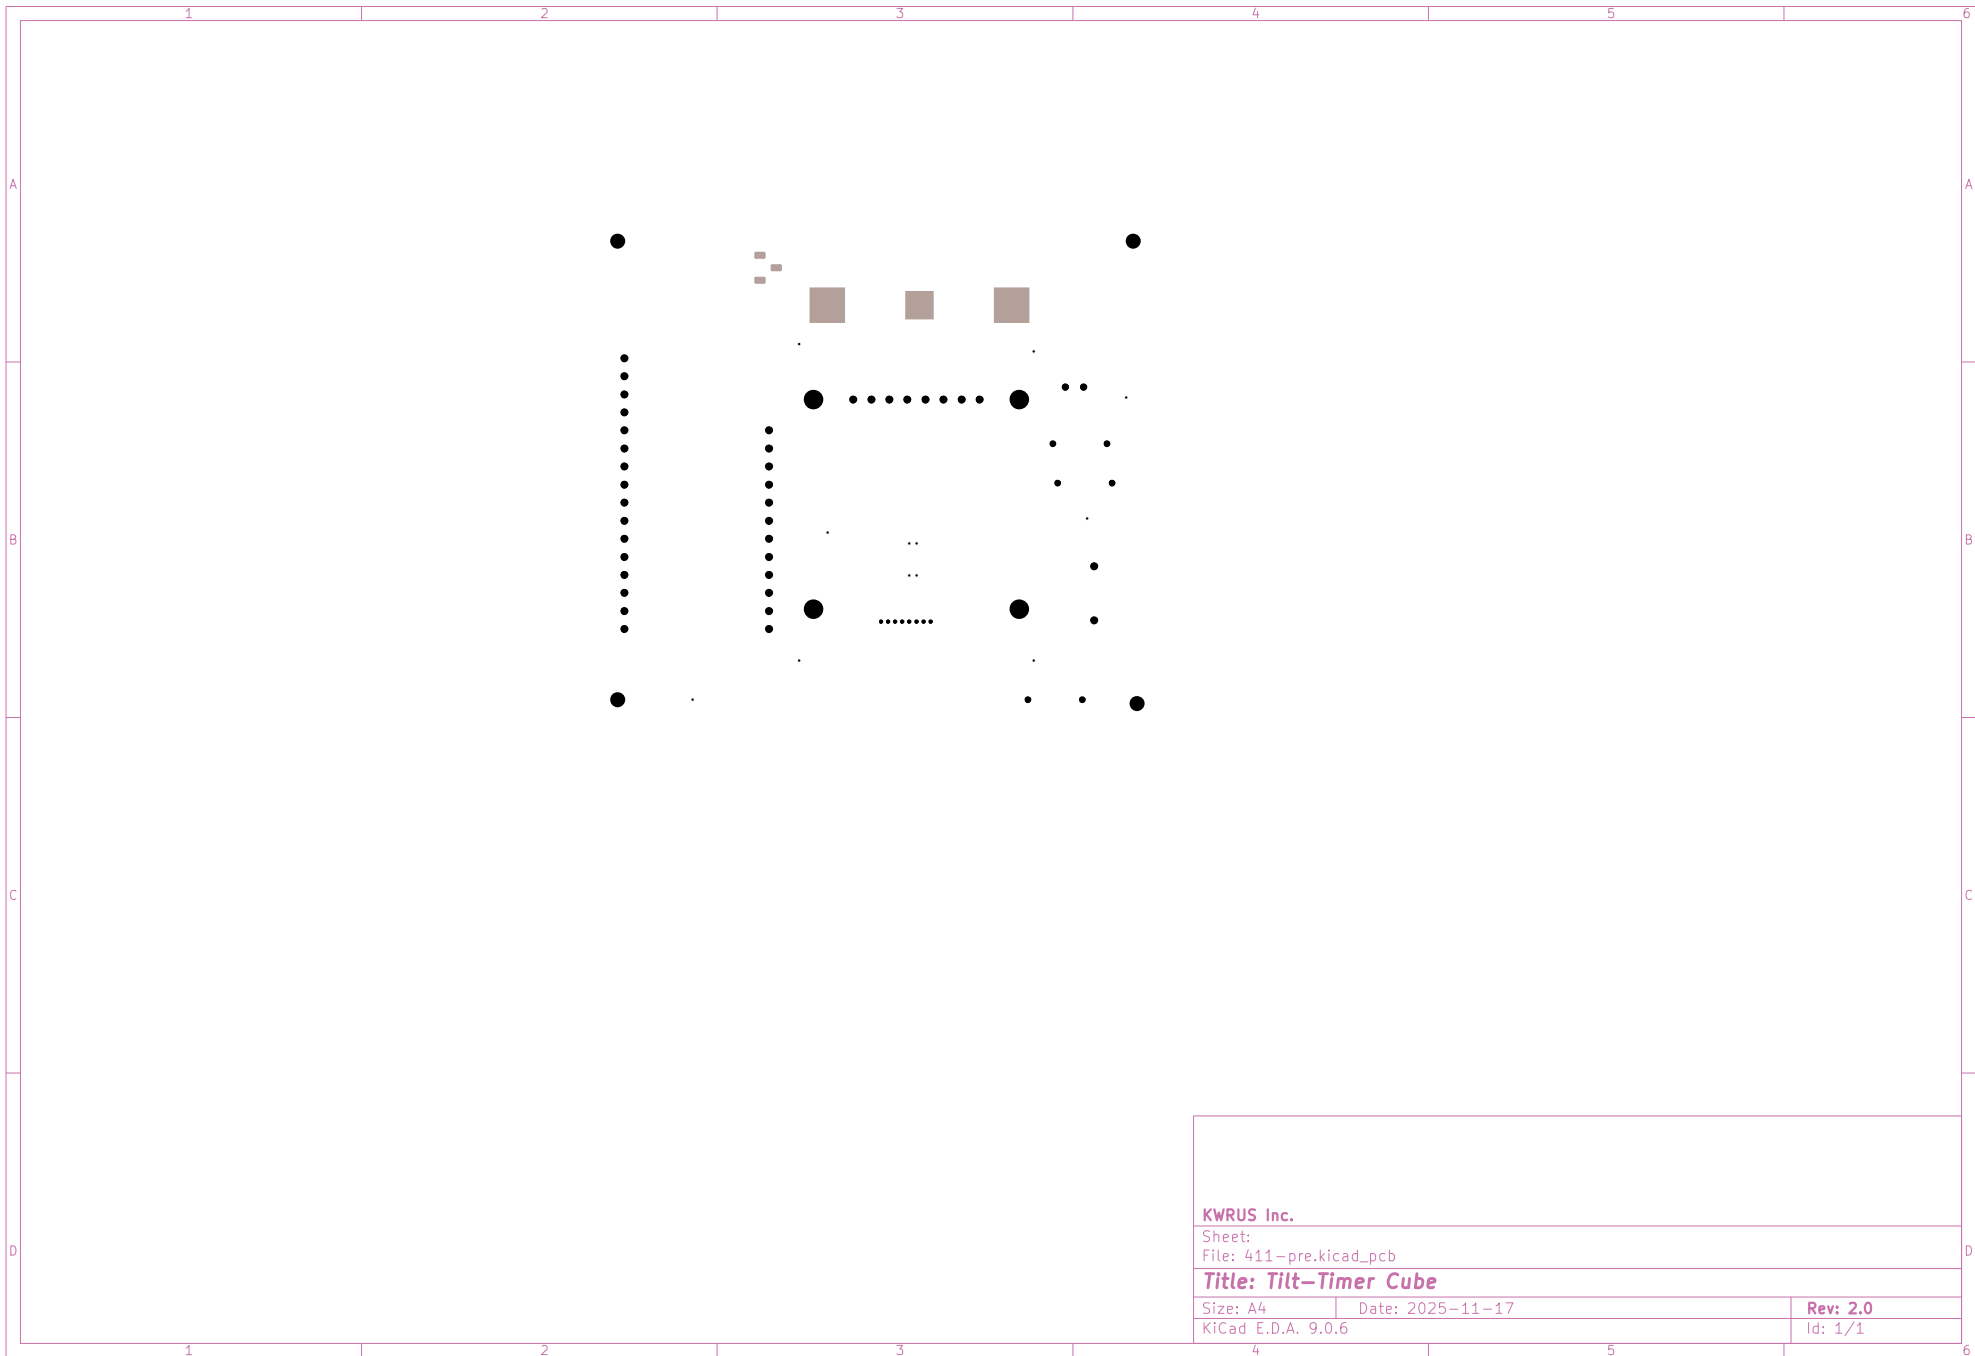 1 2 3 4 5 6
A A
B B
C C
KWRUS Inc.
Sheet:
D D
File: 411-pre.kicad_pcb
Title: Tilt-Timer Cube
Size: A4 Date: 2025-11-17 Rev: 2.0
KiCad E.D.A. 9.0.6 Id: 1/1
1 2 3 4 5 6